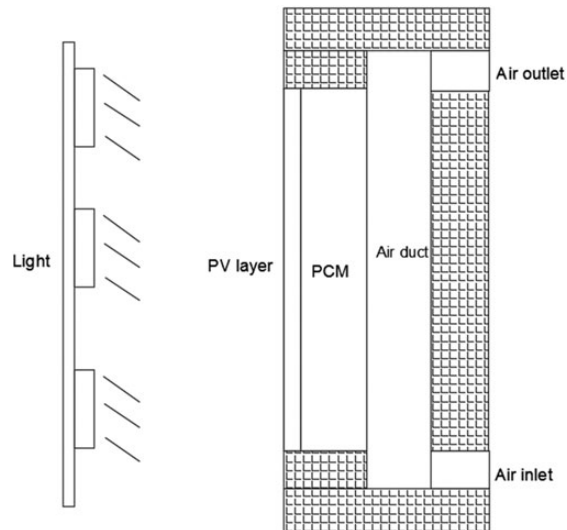 Air outlet
Air duct
Light
PV layer
PCM
Air inlet